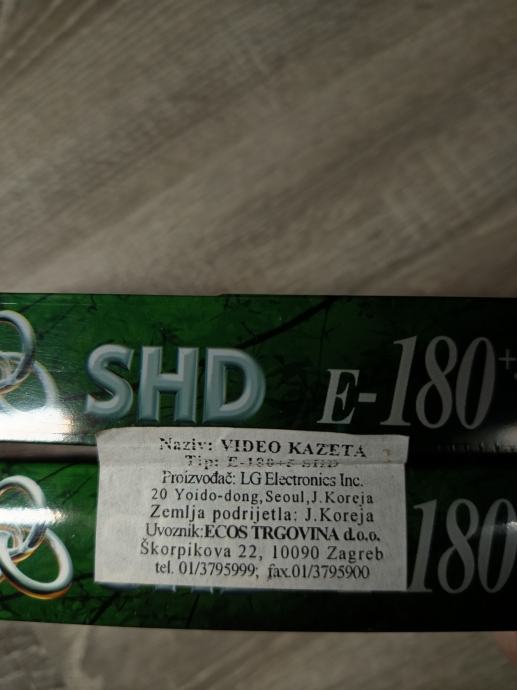 SHD E-180+
Naziv: VIDEO KAZETA
Tip: E-180+5 SHD
Proizvođač: LG Electronics Inc.
20 Yoido-dong,Seoul,J.Koreja
Zemlja podrijetla: J.Koreja
Uvoznik:ECOS TRGOVINA d.o.o.
Škorpikova 22, 10090 Zagreb
tel. 01/3795999; fax.01/3795900
180